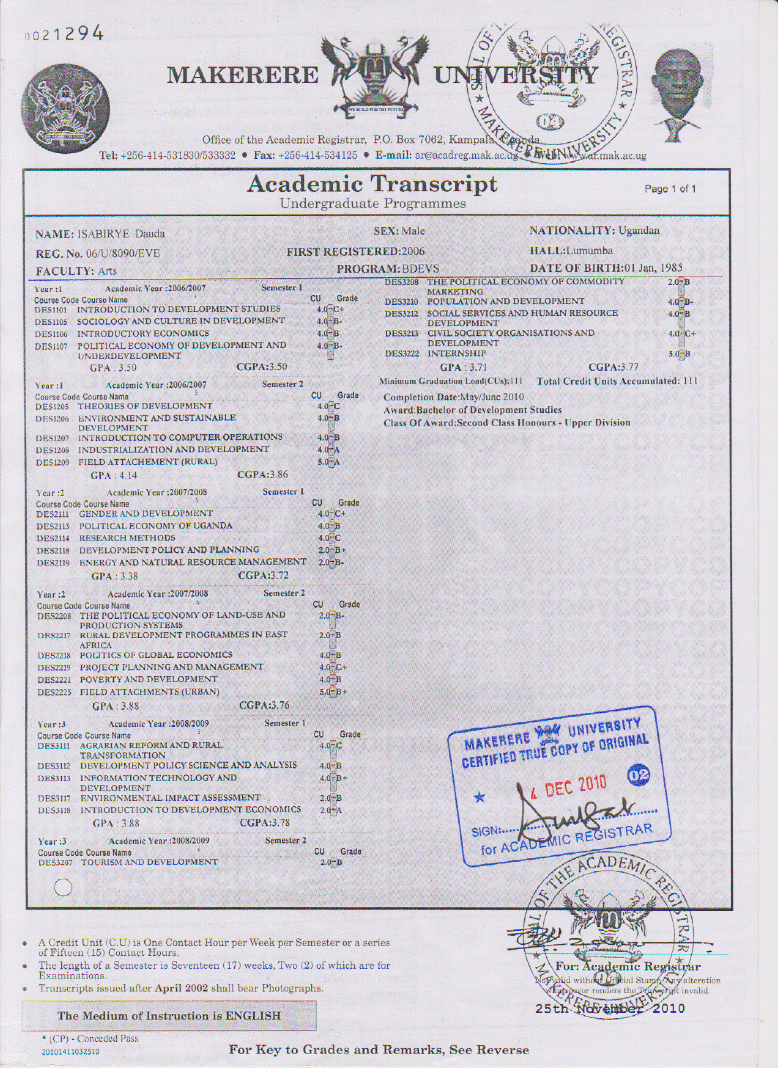 0021294
MAKERERE UNIVERSITY
WE BUILD FOR THE FUTURE
SEAL OF THE ACADEMIC REGISTRAR
★ MAKERERE UNIVERSITY ★
02
Office of the Academic Registrar, P.O. Box 7062, Kampala, Uganda
Tel: +256-414-531830/533332 ● Fax: +256-414-534125 ● E-mail: ar@acadreg.mak.ac.ug ● Web: www.ar.mak.ac.ug
Academic Transcript
Undergraduate Programmes
Page 1 of 1
NAME: ISABIRYE Dauda SEX: Male NATIONALITY: Ugandan
REG. No. 06/U/8090/EVE FIRST REGISTERED:2006 HALL:Lumumba
FACULTY: Arts PROGRAM:BDEVS DATE OF BIRTH:01 Jan, 1985
Year :1 Academic Year :2006/2007 Semester 1
Course Code Course Name CU Grade
DES1101 INTRODUCTION TO DEVELOPMENT STUDIES 4.0 C+
DES1105 SOCIOLOGY AND CULTURE IN DEVELOPMENT 4.0 B-
DES1106 INTRODUCTORY ECONOMICS 4.0 B
DES1107 POLITICAL ECONOMY OF DEVELOPMENT AND 4.0 B-
UNDERDEVELOPMENT
GPA : 3.50 CGPA:3.50
Year :1 Academic Year :2006/2007 Semester 2
Course Code Course Name CU Grade
DES1205 THEORIES OF DEVELOPMENT 4.0 C
DES1206 ENVIRONMENT AND SUSTAINABLE 4.0 B
DEVELOPMENT
DES1207 INTRODUCTION TO COMPUTER OPERATIONS 4.0 B
DES1208 INDUSTRIALIZATION AND DEVELOPMENT 4.0 A
DES1209 FIELD ATTACHEMENT (RURAL) 5.0 A
GPA : 4.14 CGPA:3.86
Year :2 Academic Year :2007/2008 Semester 1
Course Code Course Name CU Grade
DES2111 GENDER AND DEVELOPMENT 4.0 C+
DES2113 POLITICAL ECONOMY OF UGANDA 4.0 B
DES2114 RESEARCH METHODS 4.0 C
DES2118 DEVELOPMENT POLICY AND PLANNING 2.0 B+
DES2119 ENERGY AND NATURAL RESOURCE MANAGEMENT 2.0 B-
GPA : 3.38 CGPA:3.72
Year :2 Academic Year :2007/2008 Semester 2
Course Code Course Name CU Grade
DES2208 THE POLITICAL ECONOMY OF LAND-USE AND 2.0 B-
PRODUCTION SYSTEMS
DES2217 RURAL DEVELOPMENT PROGRAMMES IN EAST 2.0 B
AFRICA
DES2218 POLITICS OF GLOBAL ECONOMICS 4.0 B
DES2219 PROJECT PLANNING AND MANAGEMENT 4.0 C+
DES2221 POVERTY AND DEVELOPMENT 4.0 B
DES2225 FIELD ATTACHMENTS (URBAN) 5.0 B+
GPA : 3.88 CGPA:3.76
Year :3 Academic Year :2008/2009 Semester 1
Course Code Course Name CU Grade
DES3111 AGRARIAN REFORM AND RURAL 4.0 C
TRANSFORMATION
DES3112 DEVELOPMENT POLICY SCIENCE AND ANALYSIS 4.0 B
DES3113 INFORMATION TECHNOLOGY AND 4.0 B+
DEVELOPMENT
DES3117 ENVIRONMENTAL IMPACT ASSESSMENT 2.0 B
DES3118 INTRODUCTION TO DEVELOPMENT ECONOMICS 2.0 A
GPA : 3.88 CGPA:3.78
Year :3 Academic Year :2008/2009 Semester 2
Course Code Course Name CU Grade
DES3207 TOURISM AND DEVELOPMENT 2.0 B
DES3208 THE POLITICAL ECONOMY OF COMMODITY 2.0 B
MARKETING
DES3210 POPULATION AND DEVELOPMENT 4.0 B-
DES3212 SOCIAL SERVICES AND HUMAN RESOURCE 4.0 B
DEVELOPMENT
DES3213 CIVIL SOCIETY ORGANISATIONS AND 4.0 C+
DEVELOPMENT
DES3222 INTERNSHIP 5.0 B
GPA : 3.71 CGPA:3.77
Minimum Graduation Load(CUs):111 Total Credit Units Accumulated: 111
Completion Date:May/June 2010
Award:Bachelor of Development Studies
Class Of Award:Second Class Honours - Upper Division
MAKERERE UNIVERSITY
CERTIFIED TRUE COPY OF ORIGINAL
★ 4 DEC 2010 02
SIGN:
for ACADEMIC REGISTRAR
SEAL OF THE ACADEMIC REGISTRAR
★ MAKERERE UNIVERSITY ★
For: Academic Registrar
Not valid without Official Stamp. Any alteration
whatsoever renders the Transcript invalid.
25th November 2010
● A Credit Unit (C.U) is One Contact Hour per Week per Semester or a series
of Fifteen (15) Contact Hours.
● The length of a Semester is Seventeen (17) weeks, Two (2) of which are for
Examinations.
● Transcripts issued after April 2002 shall bear Photographs.
The Medium of Instruction is ENGLISH
* (CP) - Conceded Pass
20101411032510
For Key to Grades and Remarks, See Reverse